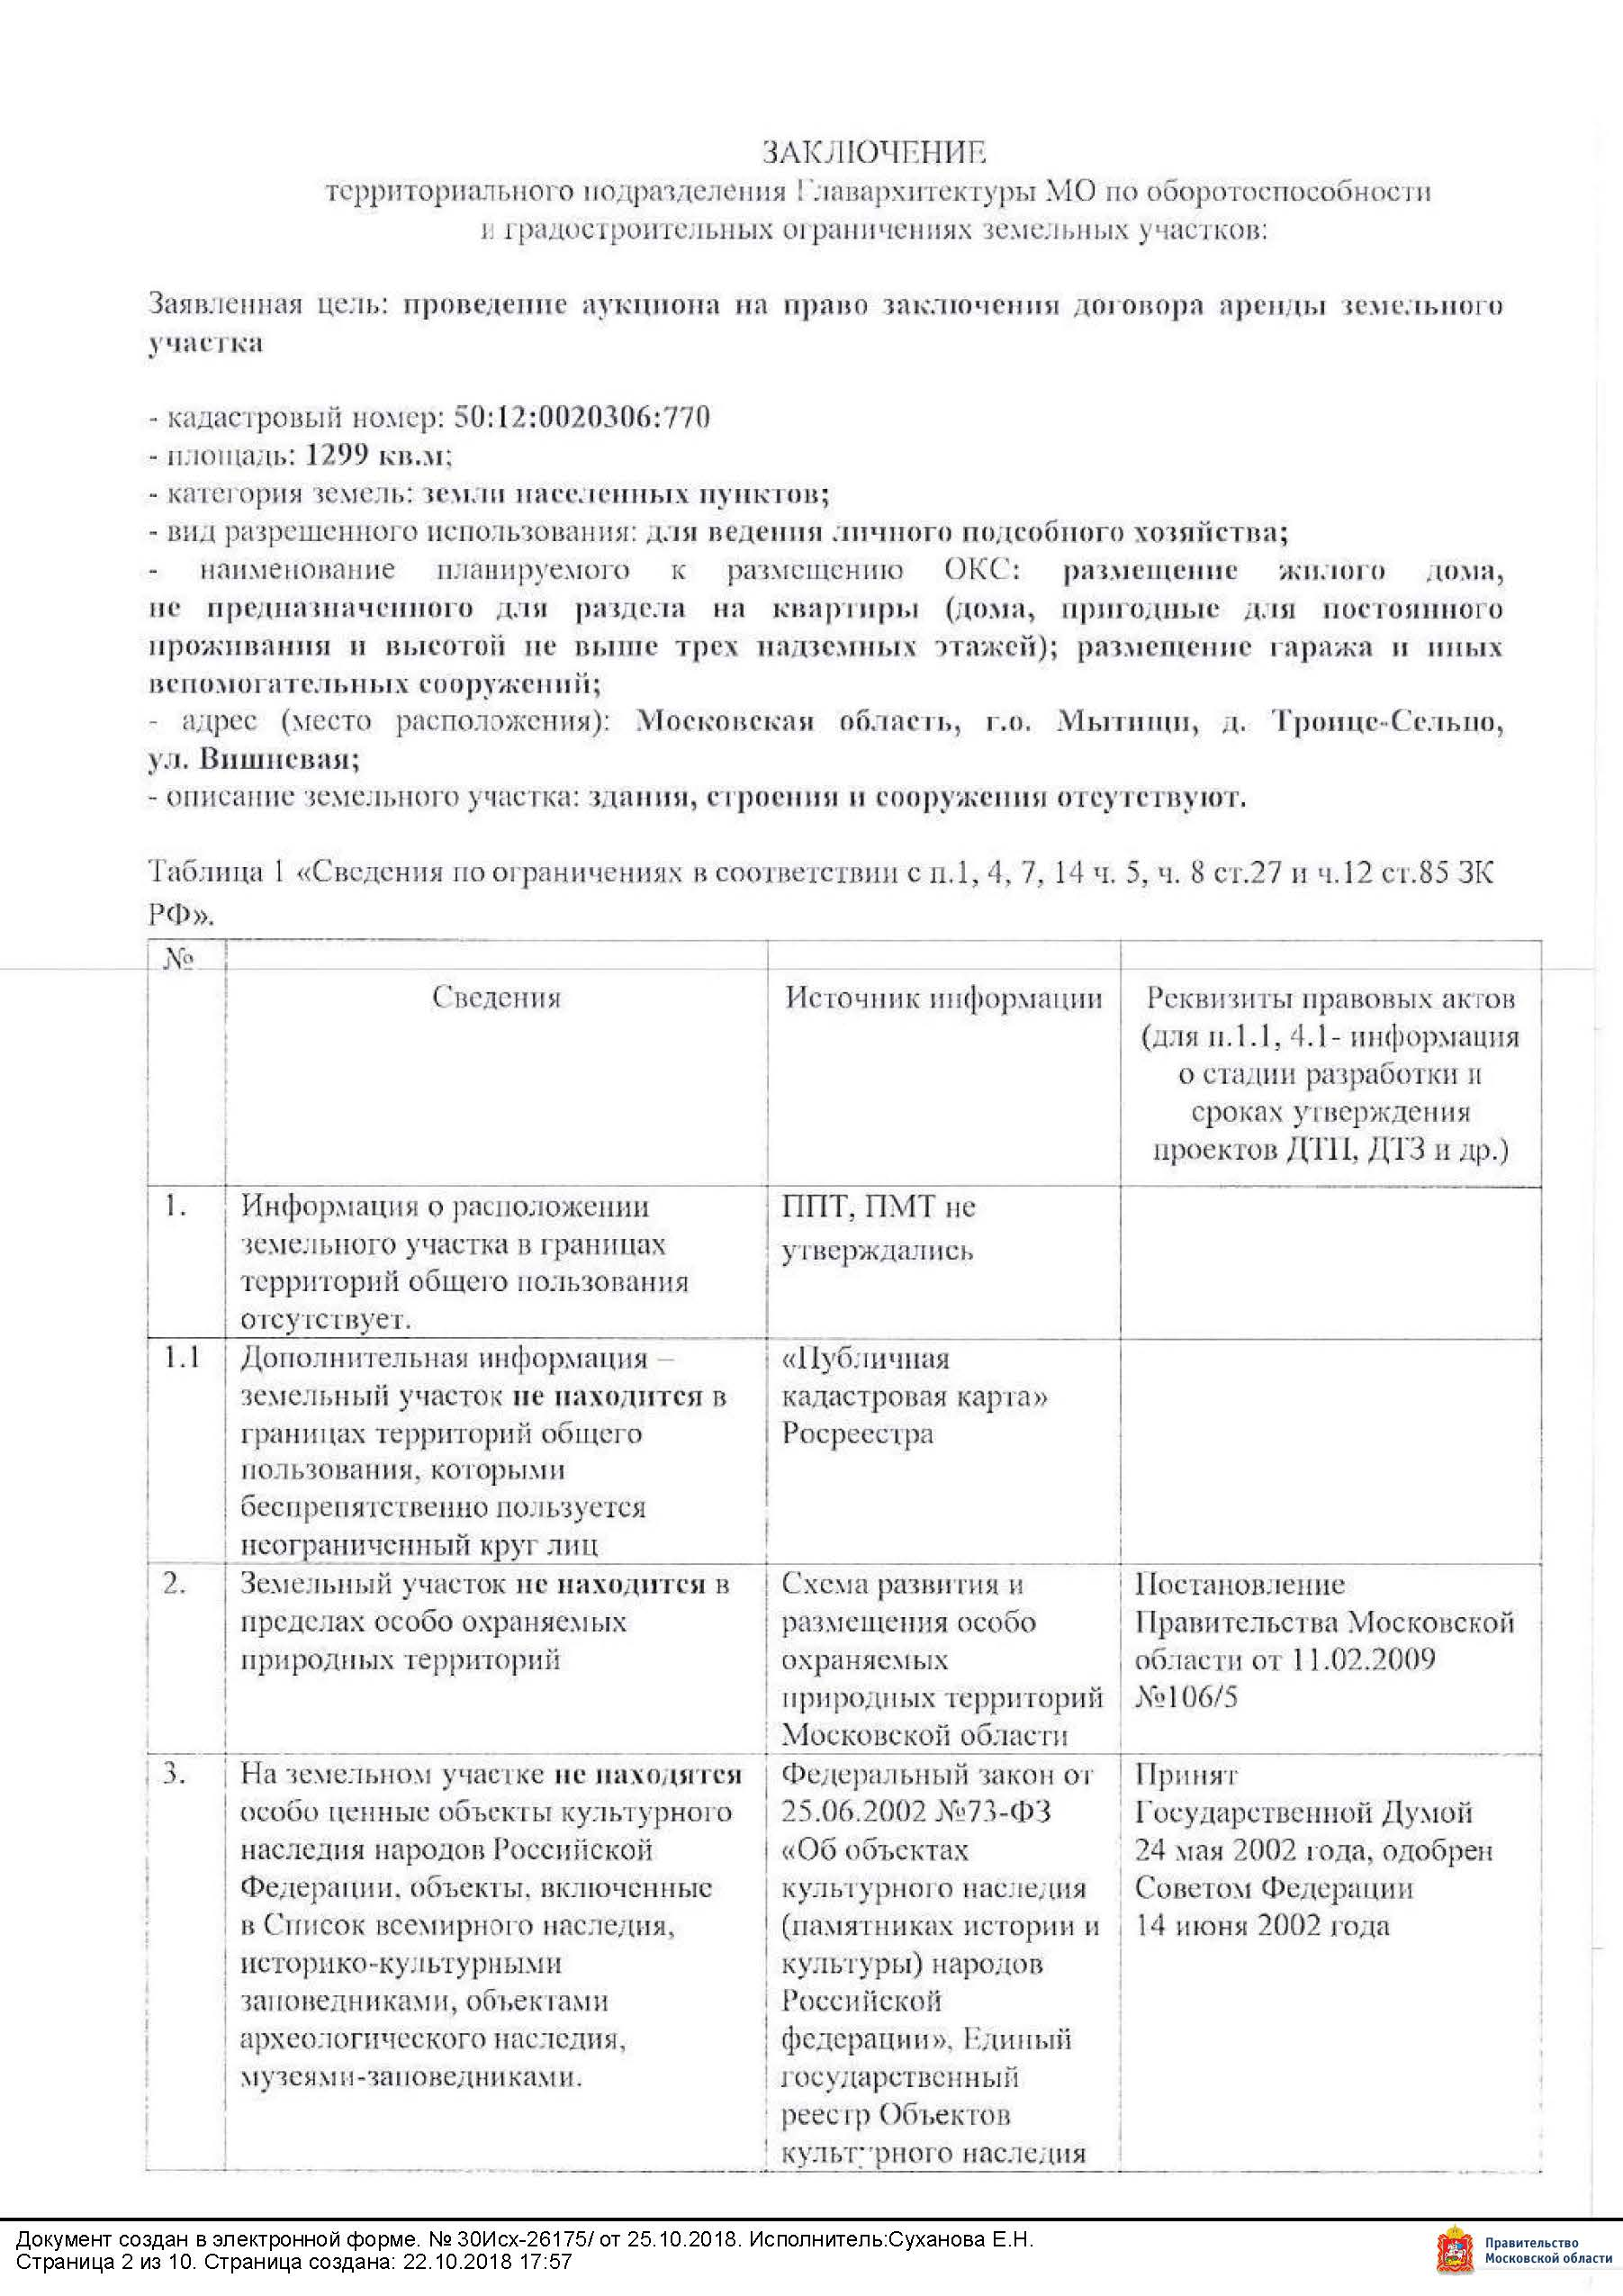 ЗАКЛЮЧЕНИЕ
территориального подразделения Главархитектуры МО по оборотоспособности
и градостроительных ограничениях земельных участков:
Заявленная цель: проведение аукциона на право заключения договора аренды земельного
участка
- кадастровый номер: 50:12:0020306:770
- площадь: 1299 кв.м;
- категория земель: земли населенных пунктов;
- вид разрешенного использования: для ведения личного подсобного хозяйства;
- наименование планируемого к размещению ОКС: размещение жилого дома,
не предназначенного для раздела на квартиры (дома, пригодные для постоянного
проживания и высотой не выше трех надземных этажей); размещение гаража и иных
вспомогательных сооружений;
- адрес (место расположения): Московская область, г.о. Мытищи, д. Троице-Сельцо,
ул. Вишневая;
- описание земельного участка: здания, строения и сооружения отсутствуют.
Таблица 1 «Сведения по ограничениях в соответствии с п.1, 4, 7, 14 ч. 5, ч. 8 ст.27 и ч.12 ст.85 ЗК
РФ».
№
Сведения
Источник информации
Реквизиты правовых актов
(для п.1.1, 4.1- информация
о стадии разработки и
сроках утверждения
проектов ДТП, ДТЗ и др.)
1.
Информация о расположении
земельного участка в границах
территорий общего пользования
отсутствует.
ППТ, ПМТ не
утверждались
1.1
Дополнительная информация –
земельный участок не находится в
границах территорий общего
пользования, которыми
беспрепятственно пользуется
неограниченный круг лиц
«Публичная
кадастровая карта»
Росреестра
2.
Земельный участок не находится в
пределах особо охраняемых
природных территорий
Схема развития и
размещения особо
охраняемых
природных территорий
Московской области
Постановление
Правительства Московской
области от 11.02.2009
№106/5
3.
На земельном участке не находятся
особо ценные объекты культурного
наследия народов Российской
Федерации, объекты, включенные
в Список всемирного наследия,
историко-культурными
заповедниками, объектами
археологического наследия,
музеями-заповедниками.
Федеральный закон от
25.06.2002 №73-ФЗ
«Об объектах
культурного наследия
(памятниках истории и
культуры) народов
Российской
федерации», Единый
государственный
реестр Объектов
культурного наследия
Принят
Государственной Думой
24 мая 2002 года, одобрен
Советом Федерации
14 июня 2002 года
Документ создан в электронной форме. № 30Исх-26175/ от 25.10.2018. Исполнитель:Суханова Е.Н.
Страница 2 из 10. Страница создана: 22.10.2018 17:57
Правительство
Московской области